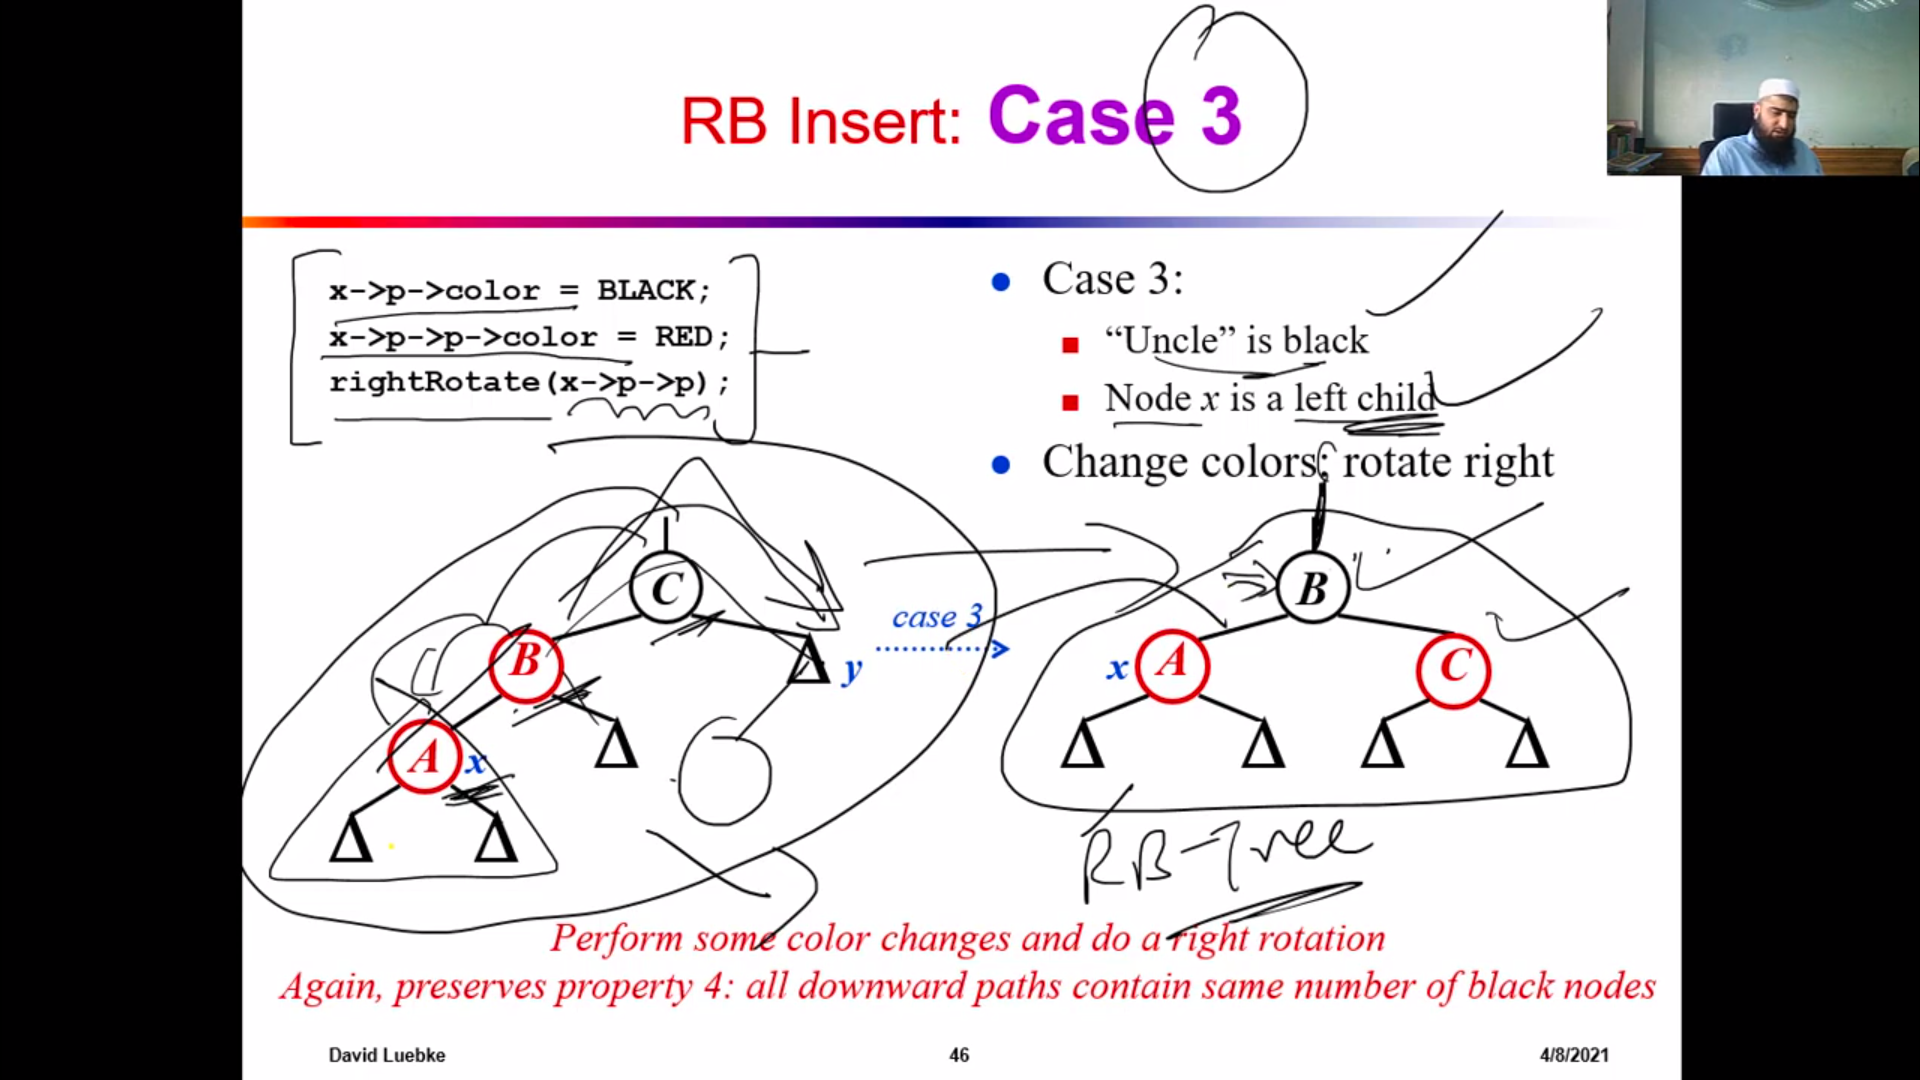 RB Insert: Case 3
x->p->color = BLACK;
x->p->p->color = RED;
rightRotate(x->p->p);
• Case 3:
■ “Uncle” is black
■ Node x is a left child
• Change colors; rotate right
C
B
Δ y
A x
Δ
Δ
Δ
case 3
B
x A
C
Δ
Δ
Δ
Δ
RB-Tree
Perform some color changes and do a right rotation
Again, preserves property 4: all downward paths contain same number of black nodes
David Luebke
46
4/8/2021